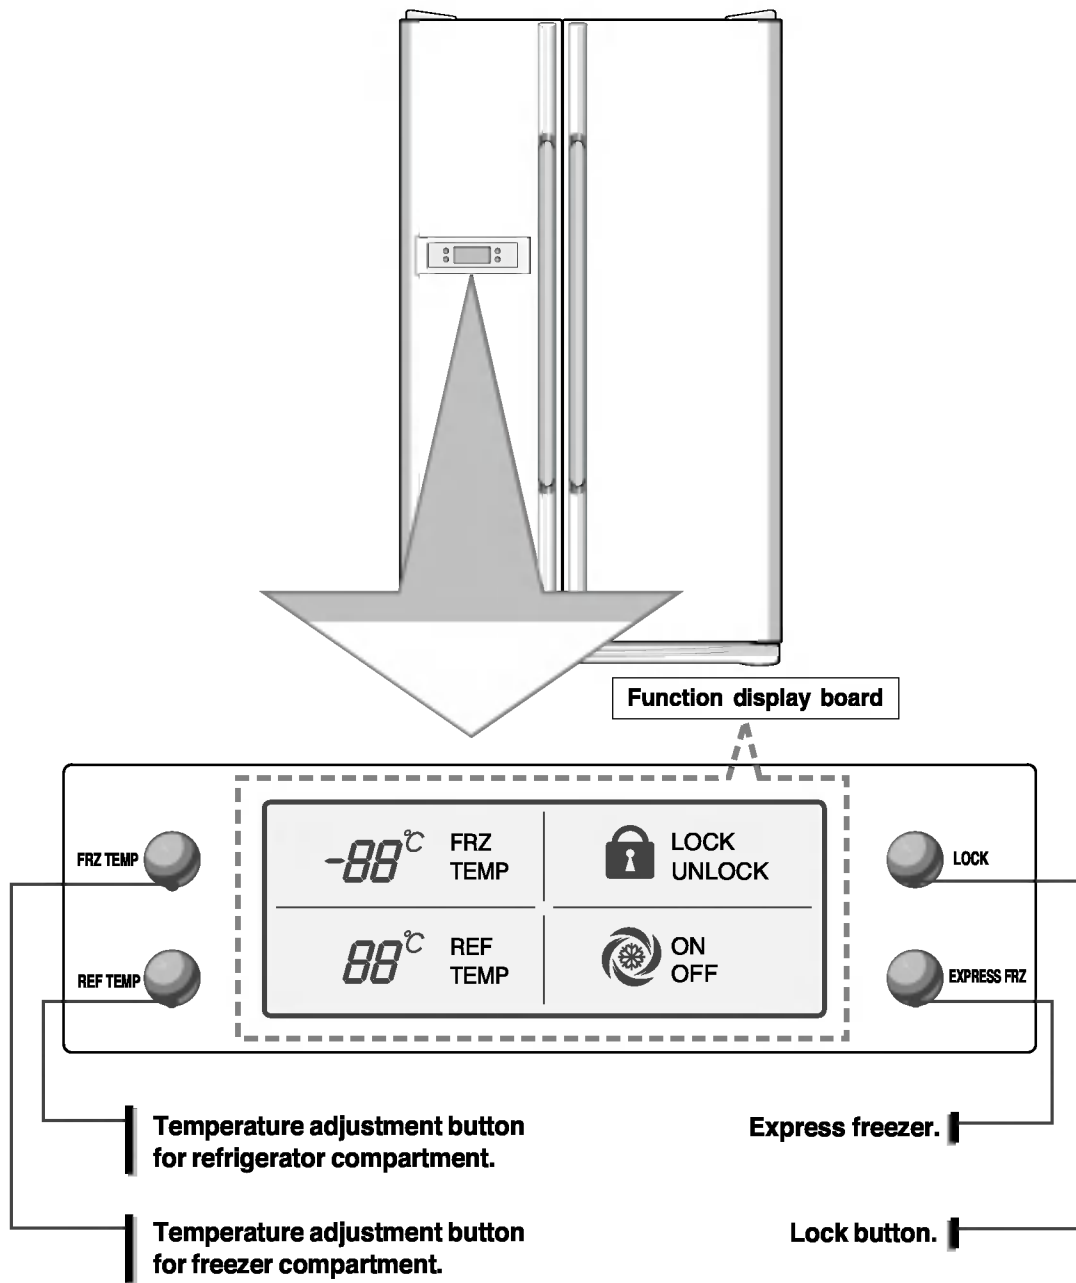 Function display board
FRZ TEMP
-88°C FRZ
TEMP
LOCK
UNLOCK
LOCK
REF TEMP
88°C REF
TEMP
ON
OFF
EXPRESS FRZ
Temperature adjustment button
for refrigerator compartment.
Express freezer.
Temperature adjustment button
for freezer compartment.
Lock button.